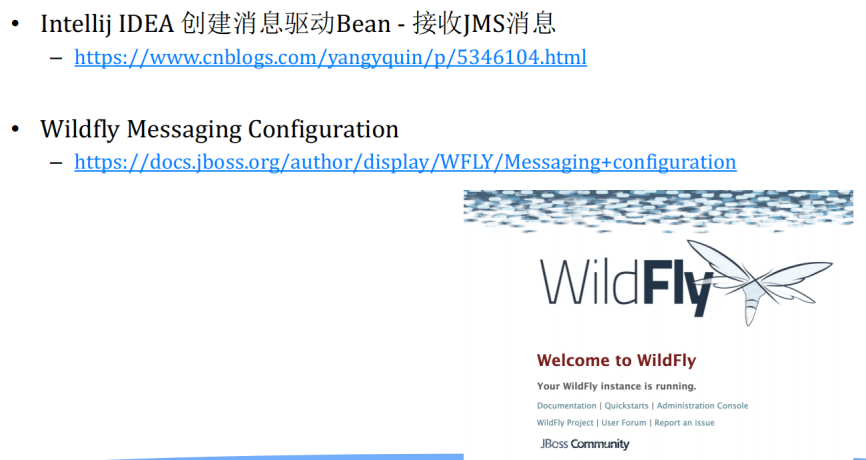 • Intellij IDEA 创建消息驱动Bean - 接收JMS消息
– https://www.cnblogs.com/yangyquin/p/5346104.html
• Wildfly Messaging Configuration
– https://docs.jboss.org/author/display/WFLY/Messaging+configuration
WildFly
Welcome to WildFly
Your WildFly instance is running.
Documentation | Quickstarts | Administration Console
WildFly Project | User Forum | Report an issue
JBoss Community